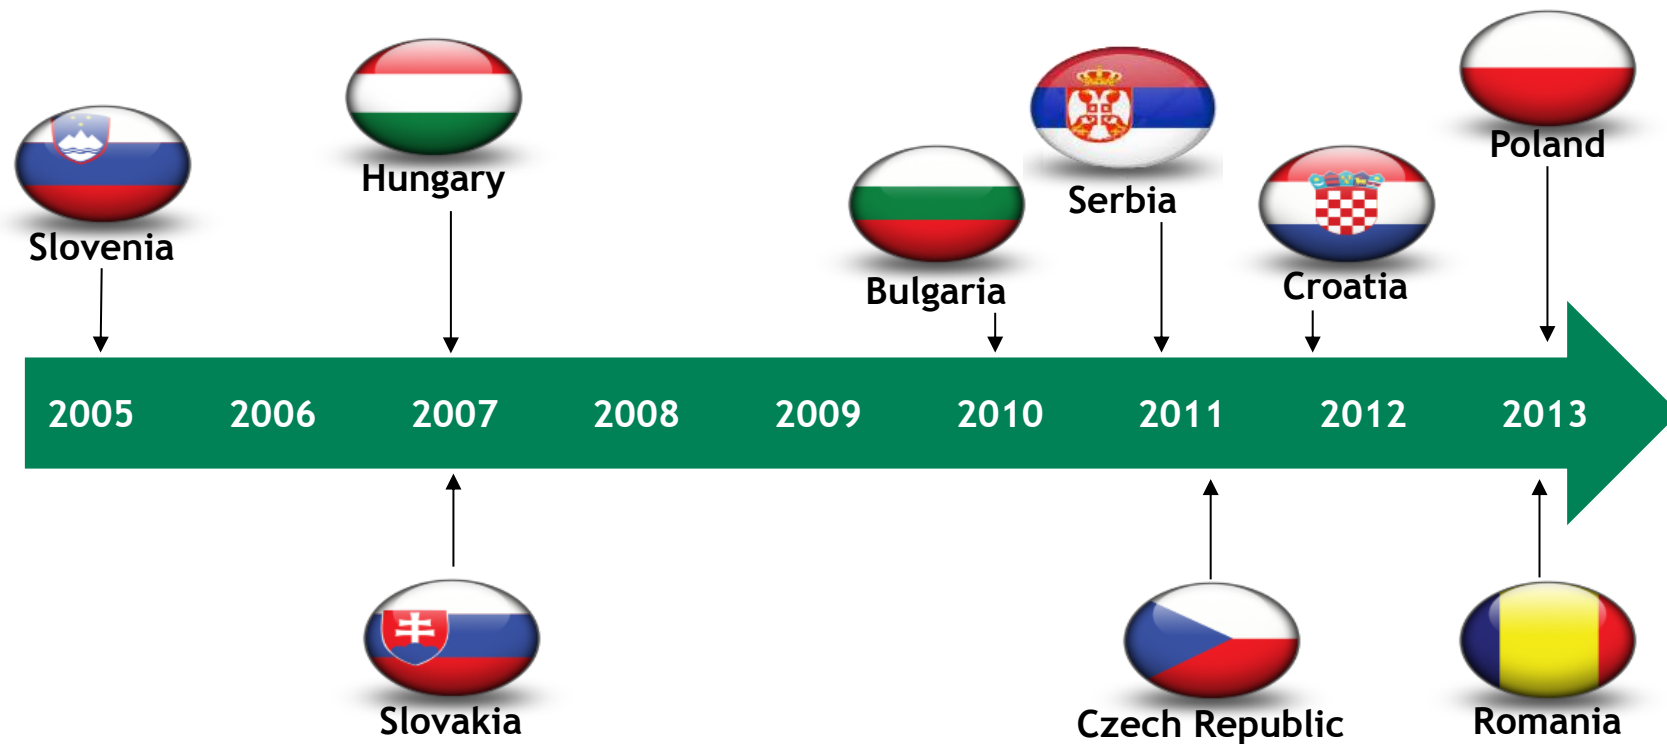 Slovenia
Hungary
Bulgaria
Serbia
Croatia
Poland
2005 2006 2007 2008 2009 2010 2011 2012 2013
Slovakia
Czech Republic
Romania